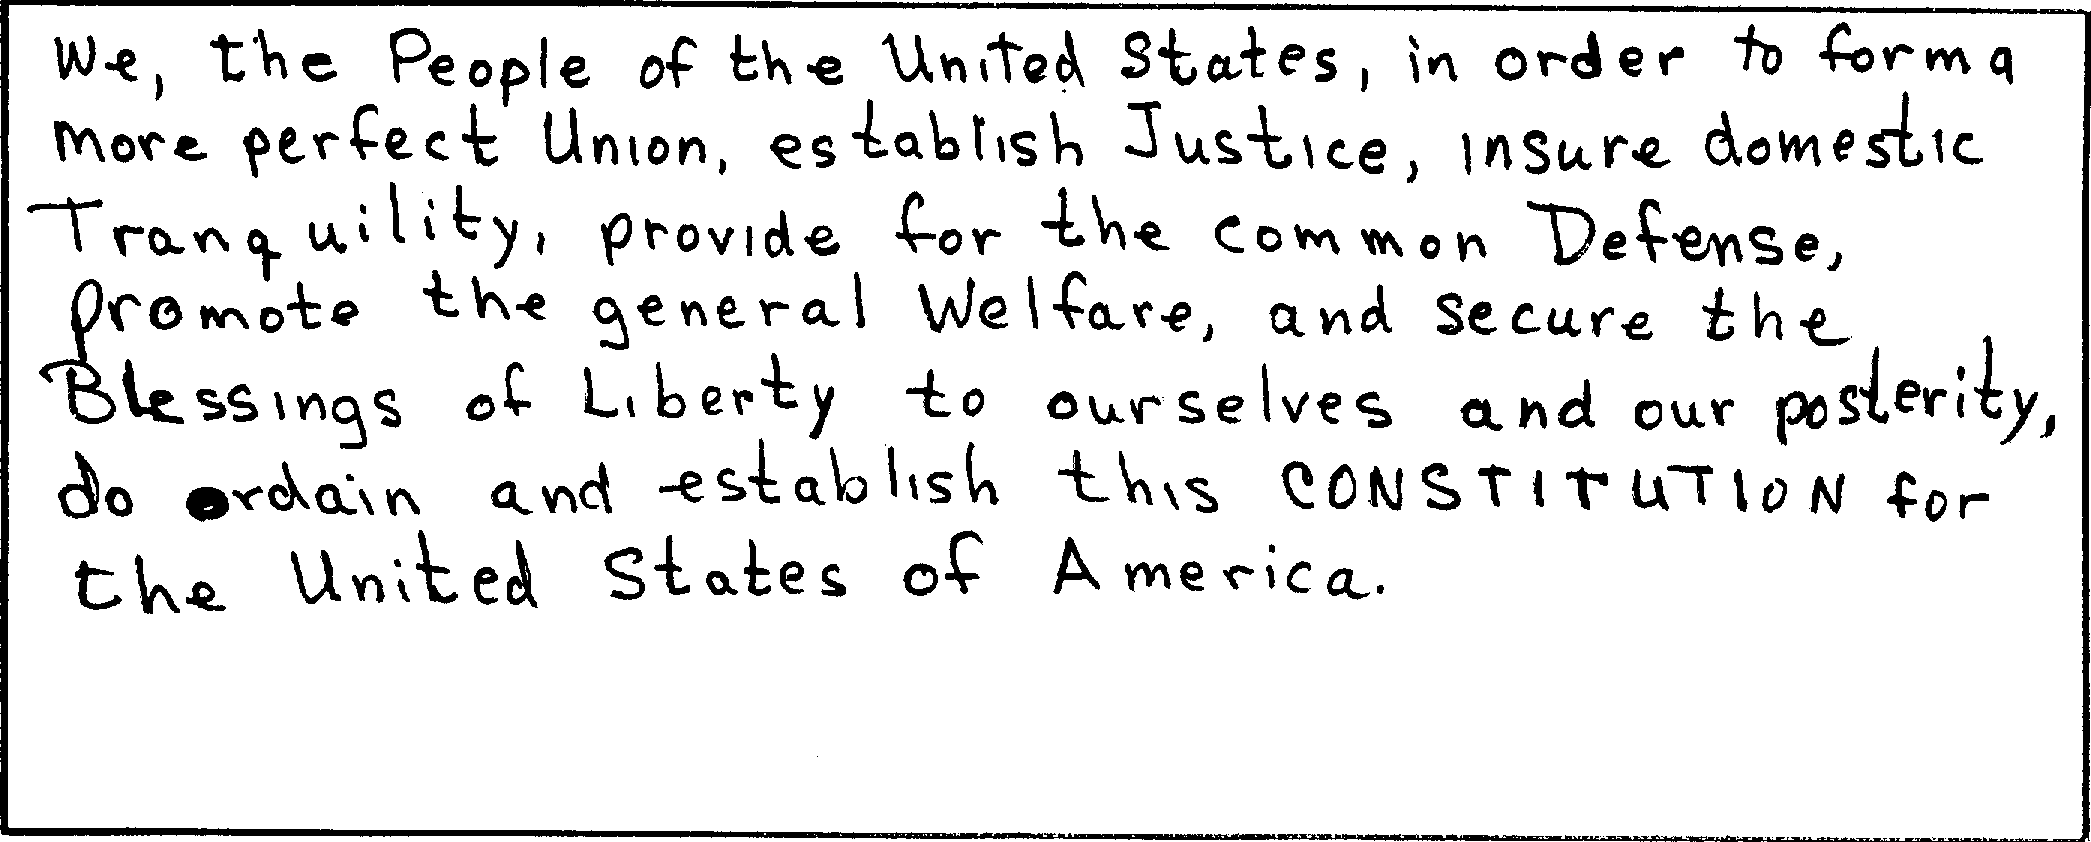 We, the People of the United States, in order to form a
more perfect Union, establish Justice, insure domestic
Tranquility, provide for the common Defense,
promote the general Welfare, and secure the
Blessings of Liberty to ourselves and our posterity,
do ordain and establish this CONSTITUTION for
the United States of America.